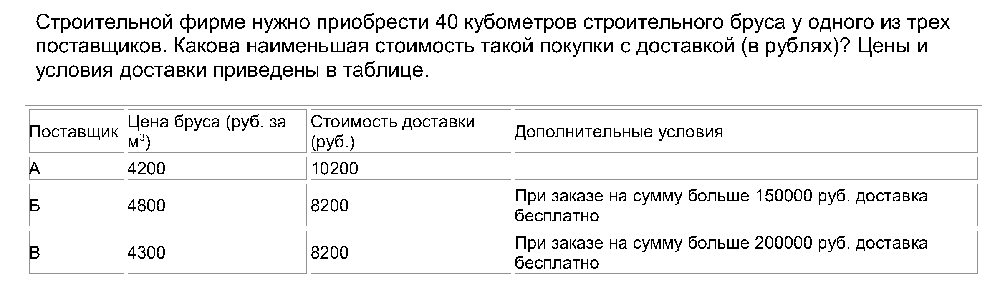 Строительной фирме нужно приобрести 40 кубометров строительного бруса у одного из трех
поставщиков. Какова наименьшая стоимость такой покупки с доставкой (в рублях)? Цены и
условия доставки приведены в таблице.
Поставщик
Цена бруса (руб. за
м³)
Стоимость доставки
(руб.)
Дополнительные условия
А
4200
10200
Б
4800
8200
При заказе на сумму больше 150000 руб. доставка
бесплатно
В
4300
8200
При заказе на сумму больше 200000 руб. доставка
бесплатно